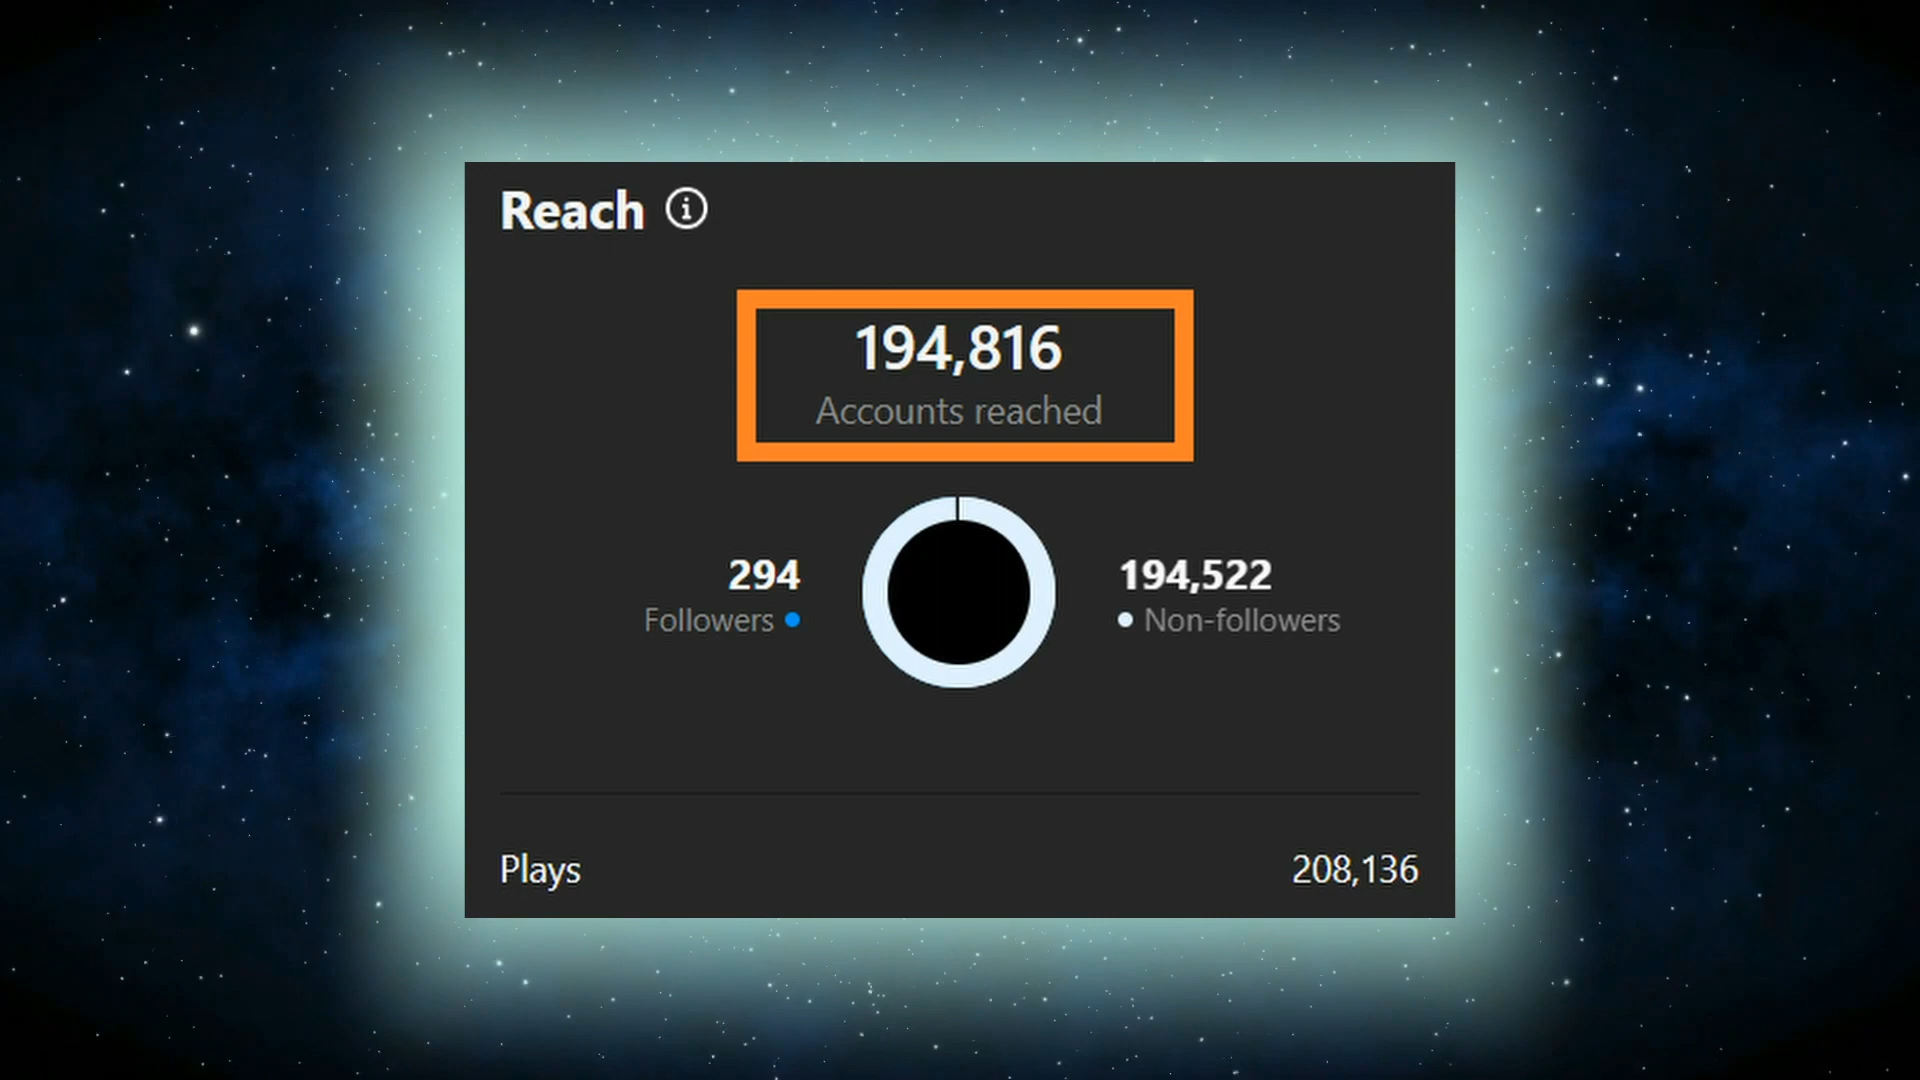 Reach
194,816
Accounts reached
294
Followers
194,522
Non-followers
Plays 208,136